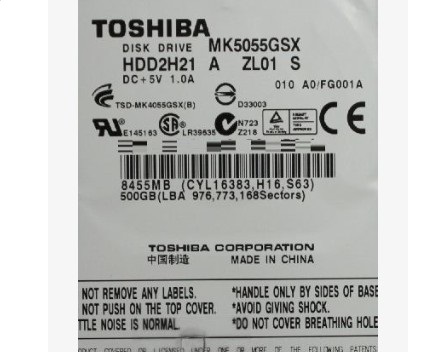 TOSHIBA
DISK DRIVE MK5055GSX
HDD2H21 A ZL01 S
DC+5V 1.0A
010 A0/FG001A
TSD-MK4055GSX(B)
D33003
E145163
LR39635
N723
Z218
CE
8455MB (CYL16383,H16,S63)
500GB(LBA 976,773,168Sectors)
TOSHIBA CORPORATION
中国制造 MADE IN CHINA
NOT REMOVE ANY LABELS. *HANDLE ONLY BY SIDES OF BASE
NOT PUSH ON THE TOP COVER. *AVOID GIVING SHOCK.
TTLE NOISE IS NORMAL. *DO NOT COVER BREATHING HOLE